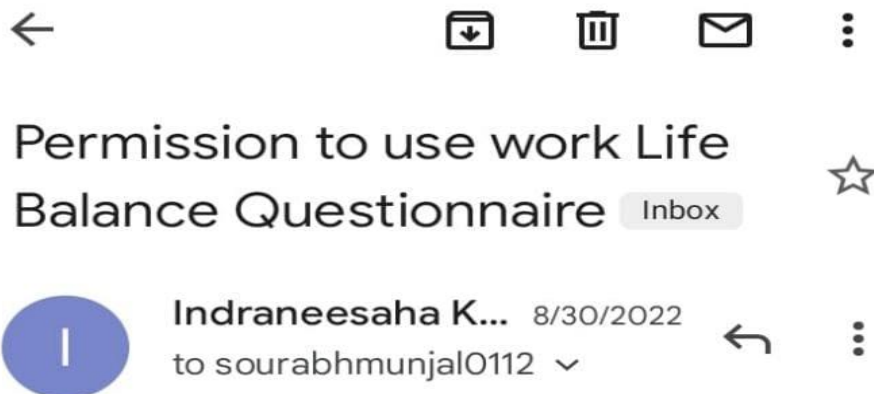 Permission to use work Life
Balance Questionnaire Inbox
I
Indraneesaha K... 8/30/2022
to sourabhmunjal0112